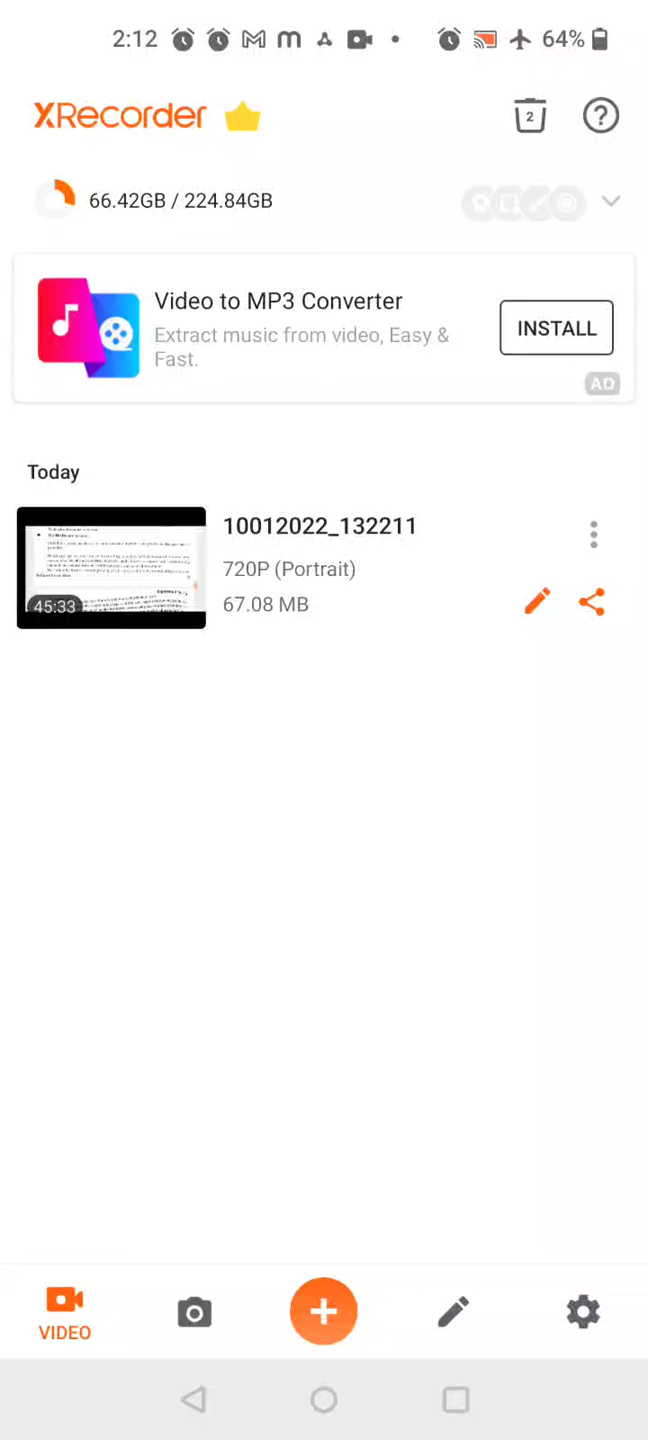 2:12 64%
XRecorder
2
66.42GB / 224.84GB
Video to MP3 Converter
Extract music from video, Easy &
Fast.
INSTALL
AD
Today
10012022_132211
720P (Portrait)
67.08 MB
45:33
VIDEO